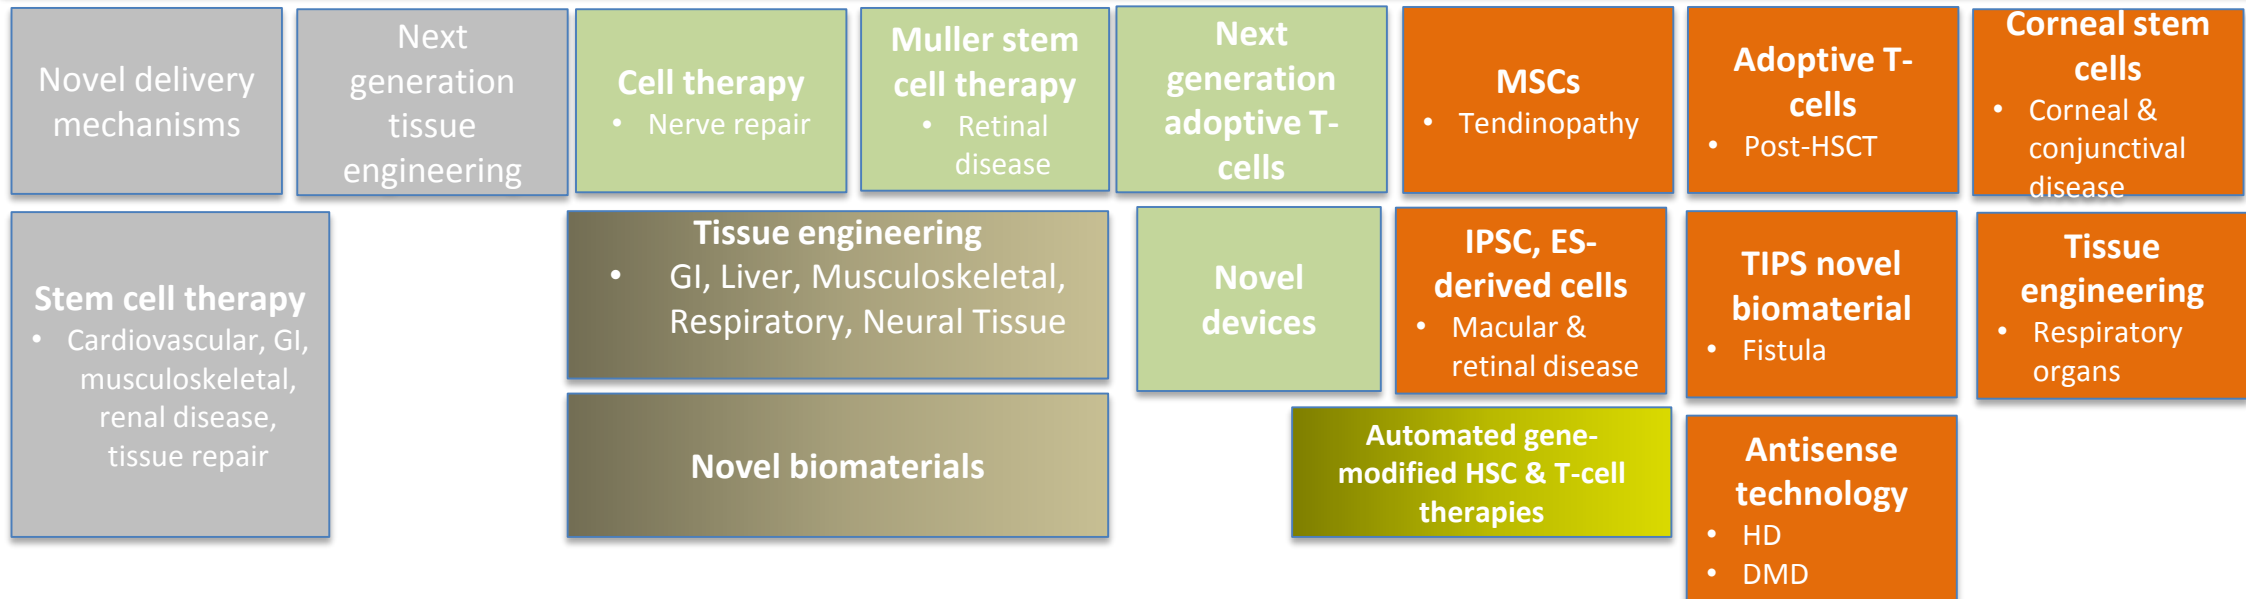 Novel delivery
mechanisms
Next
generation
tissue
engineering
Cell therapy
• Nerve repair
Muller stem
cell therapy
• Retinal
disease
Next
generation
adoptive T-
cells
MSCs
• Tendinopathy
Adoptive T-
cells
• Post-HSCT
Corneal stem
cells
• Corneal &
conjunctival
disease
Stem cell therapy
• Cardiovascular, GI,
musculoskeletal,
renal disease,
tissue repair
Tissue engineering
• GI, Liver, Musculoskeletal,
Respiratory, Neural Tissue
Novel
devices
IPSC, ES-
derived cells
• Macular &
retinal disease
TIPS novel
biomaterial
• Fistula
Tissue
engineering
• Respiratory
organs
Novel biomaterials
Automated gene-
modified HSC & T-cell
therapies
Antisense
technology
• HD
• DMD